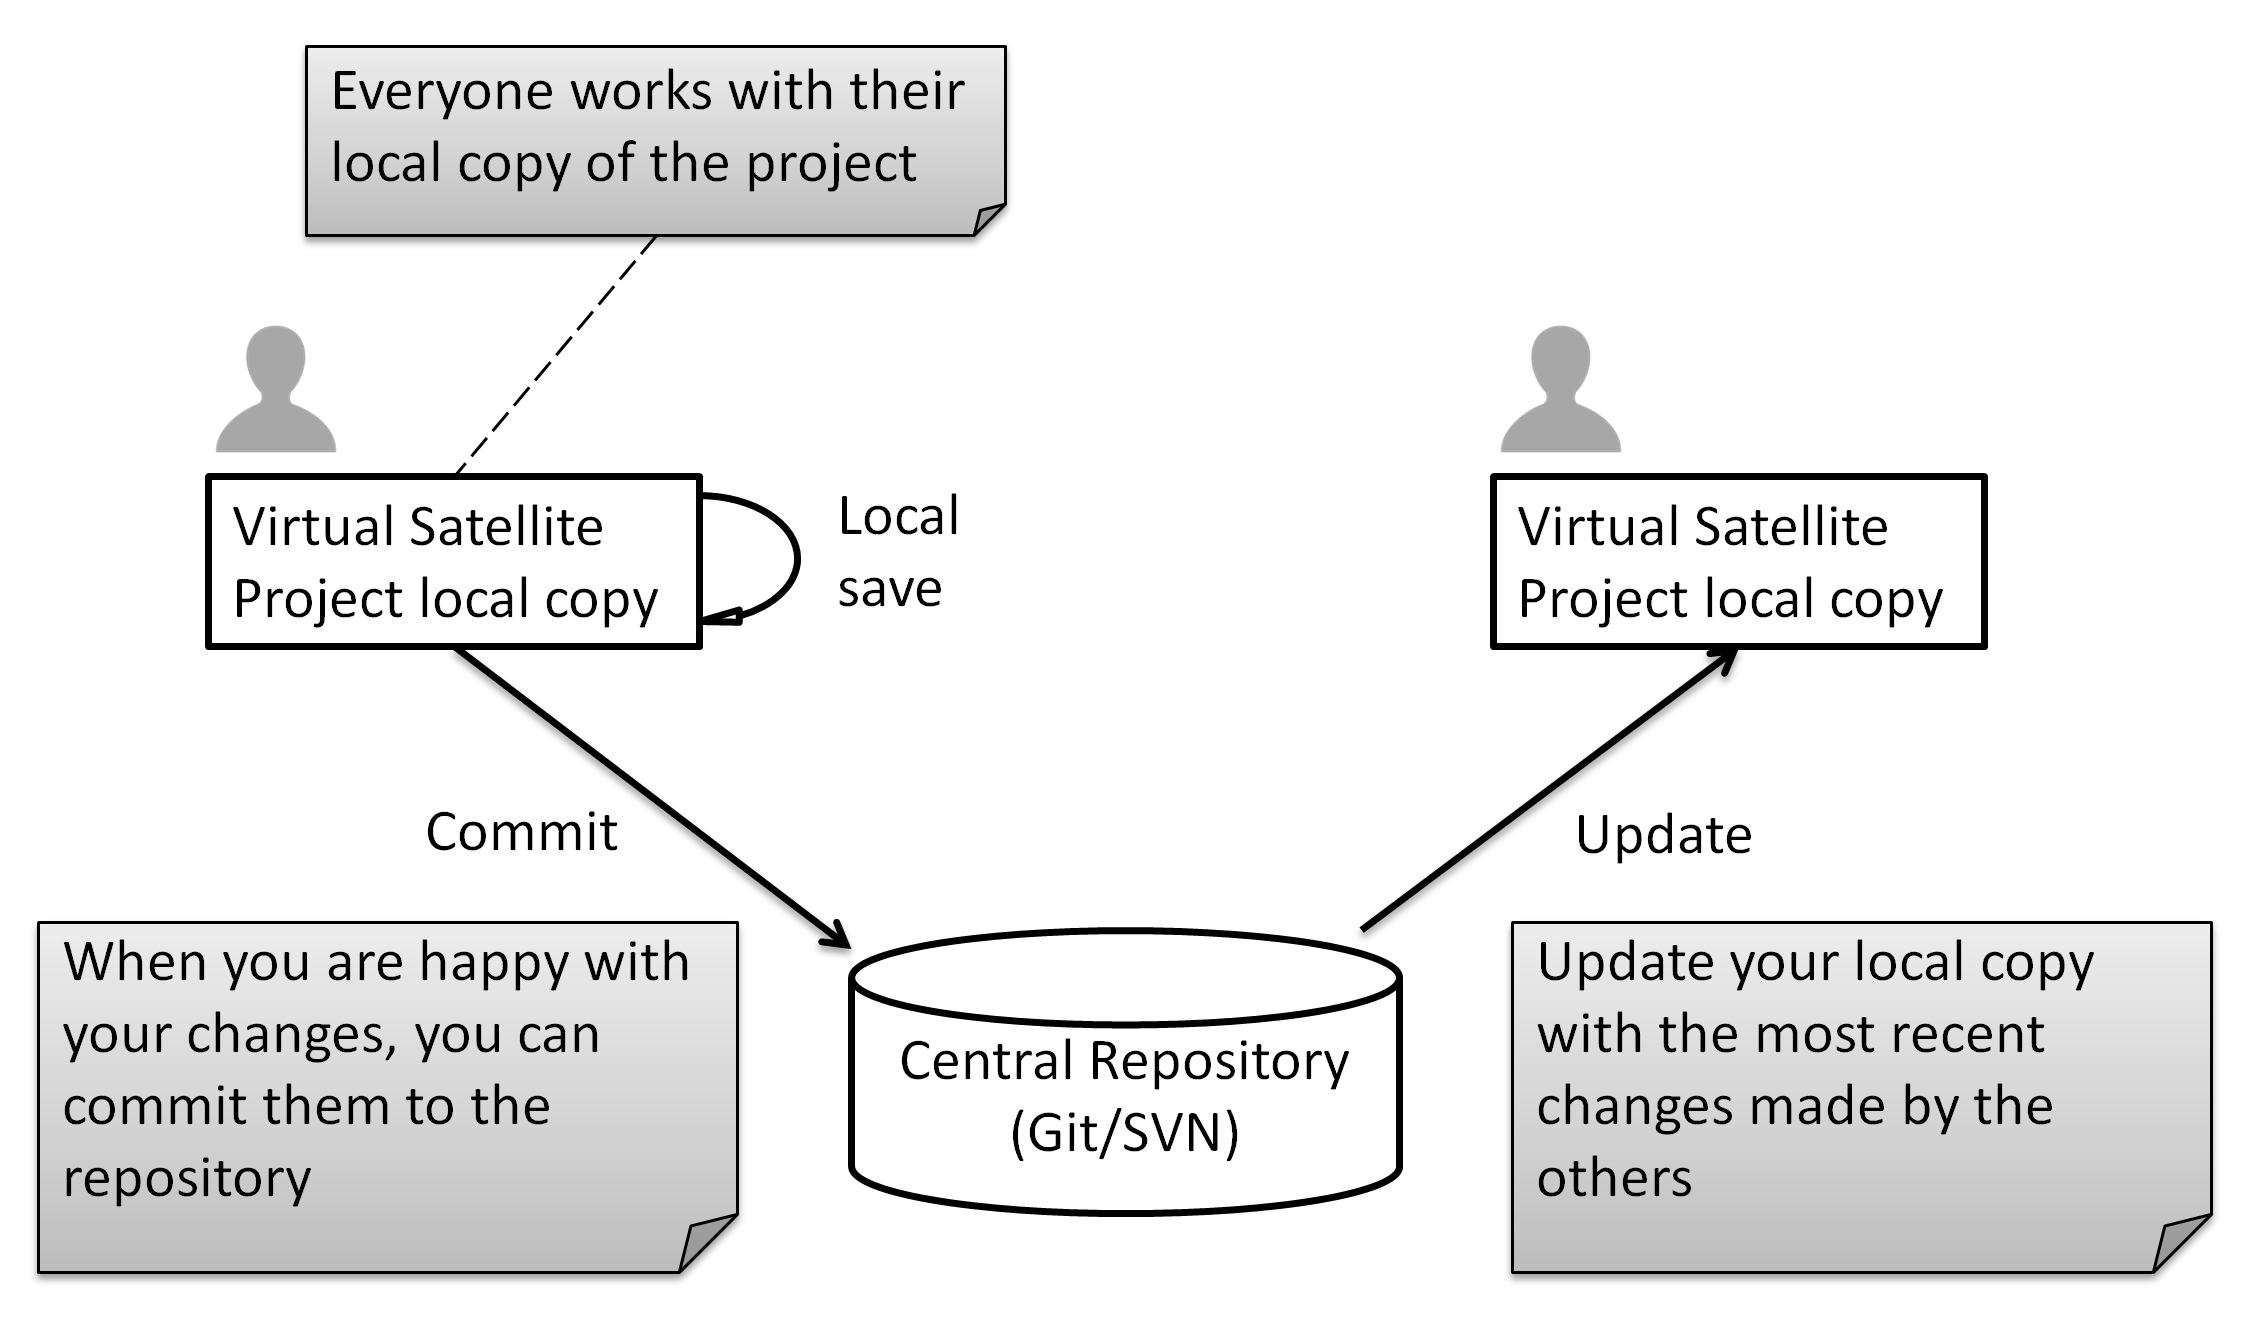 Everyone works with their
local copy of the project
Virtual Satellite
Project local copy
Local
save
Virtual Satellite
Project local copy
Commit
Update
When you are happy with
your changes, you can
commit them to the
repository
Central Repository
(Git/SVN)
Update your local copy
with the most recent
changes made by the
others